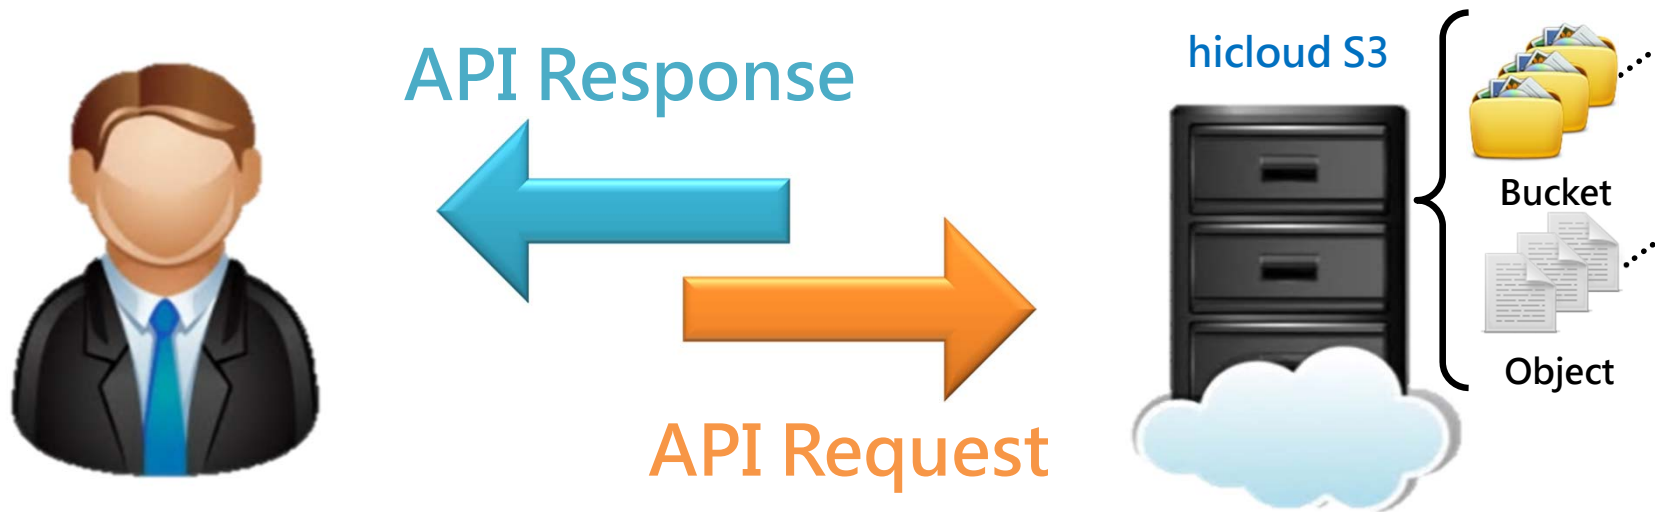 API Response
API Request
hicloud S3
Bucket
Object